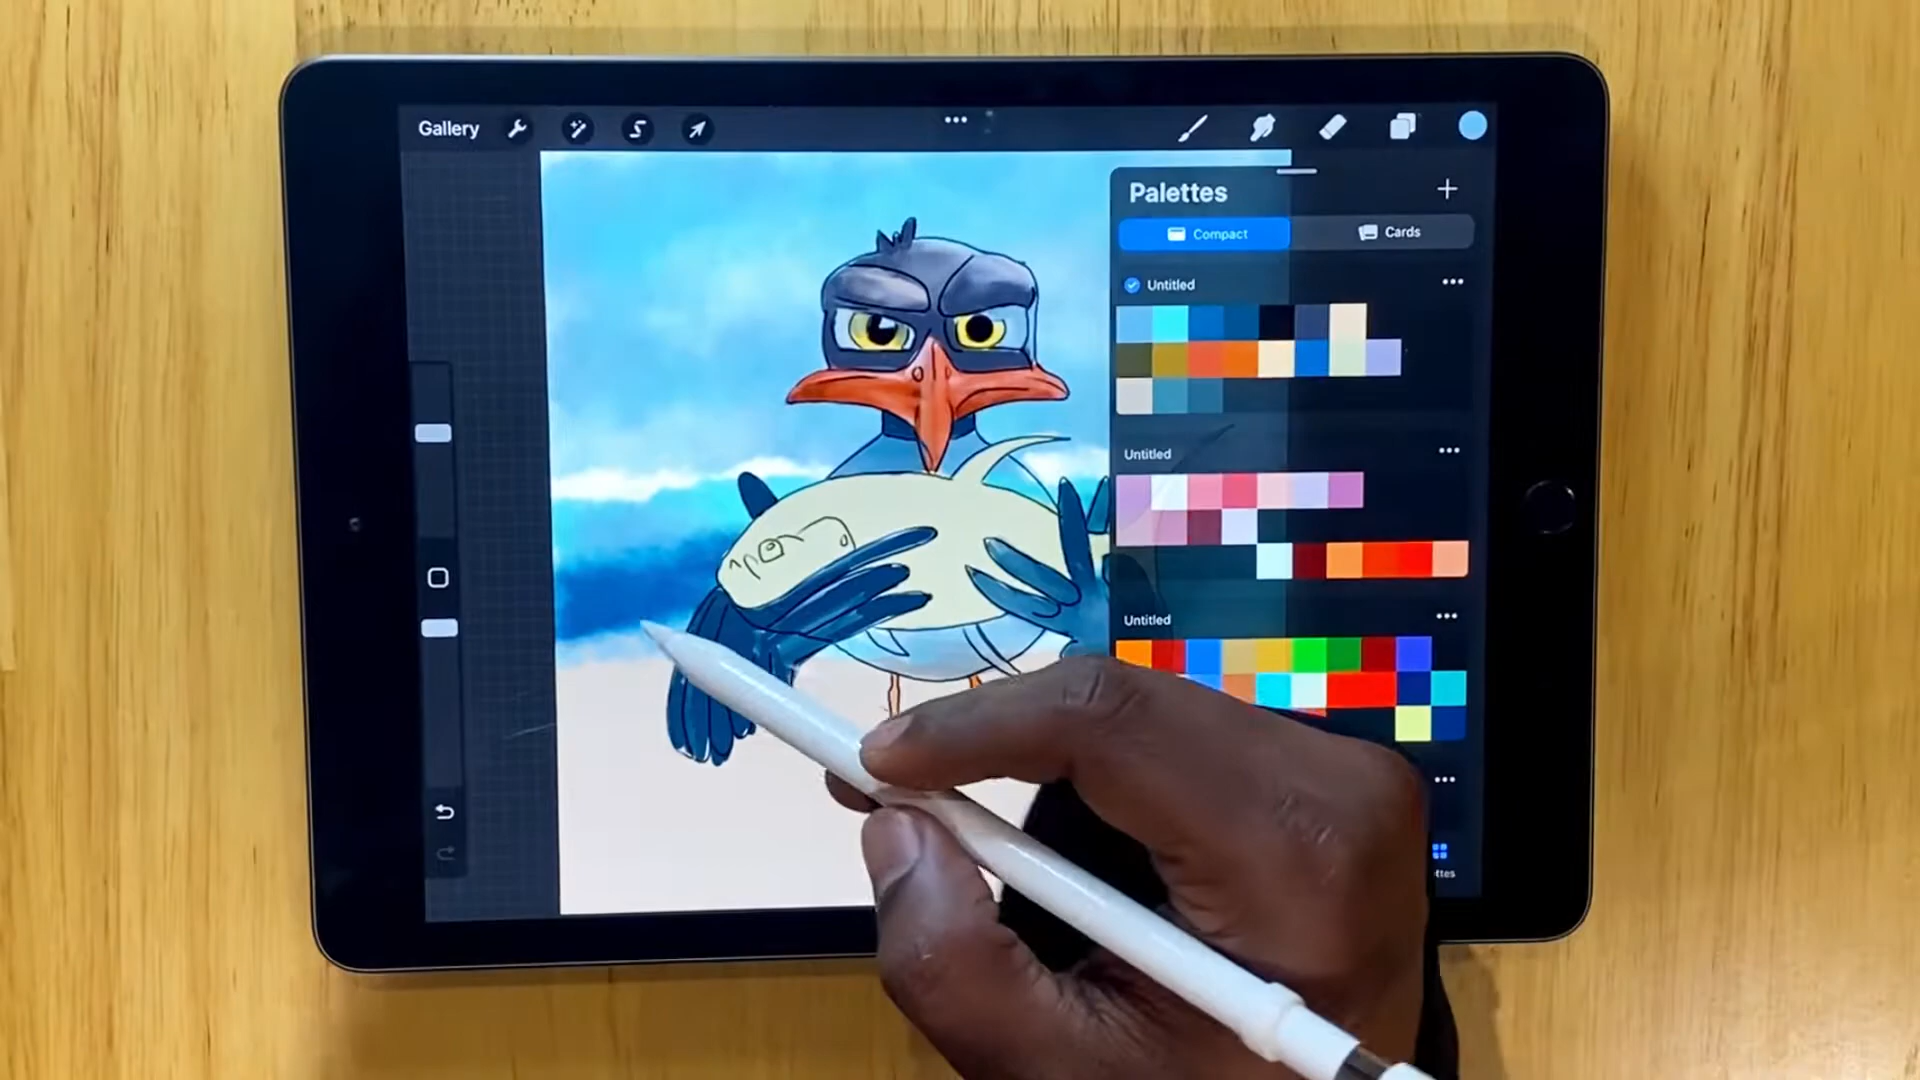 Gallery
Palettes
Compact
Cards
Untitled
Untitled
Untitled